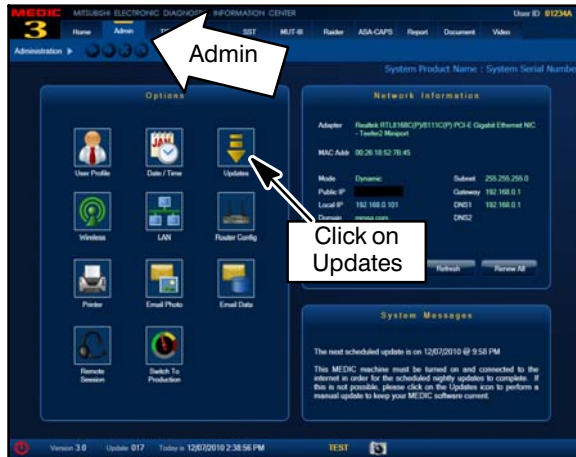 MEDIC MITSUBISHI ELECTRONIC DIAGNOSTIC INFORMATION CENTER User ID 01234A
3 Home Admin SST MUT-III Raider ASA-CAPS Report Document Video
Administration
Admin
System Product Name : System Serial Number
Options
User Profile Date / Time Updates
Wireless LAN Router Config
Printer Email Photo Email Data
Remote Session Switch To Production
Click on
Updates
Network Information
Adapter Realtek RTL8168C(P)/8111C(P) PCI-E Gigabit Ethernet NIC
- Teefer2 Miniport
MAC Addr 00:26:18:52:7B:45
Mode Dynamic Subnet 255.255.255.0
Public IP Gateway 192.168.0.1
Local IP 192.168.0.101 DNS1 192.168.0.1
Domain DNS2
Refresh Renew All
System Messages
The next scheduled update is on 12/07/2010 @ 9:58 PM
This MEDIC machine must be turned on and connected to the
internet in order for the scheduled nightly updates to complete. If
this is not possible, please click on the Updates icon to perform a
manual update to keep your MEDIC software current.
Version 3.0 Update 017 Today is 12/07/2010 2:38:56 PM TEST